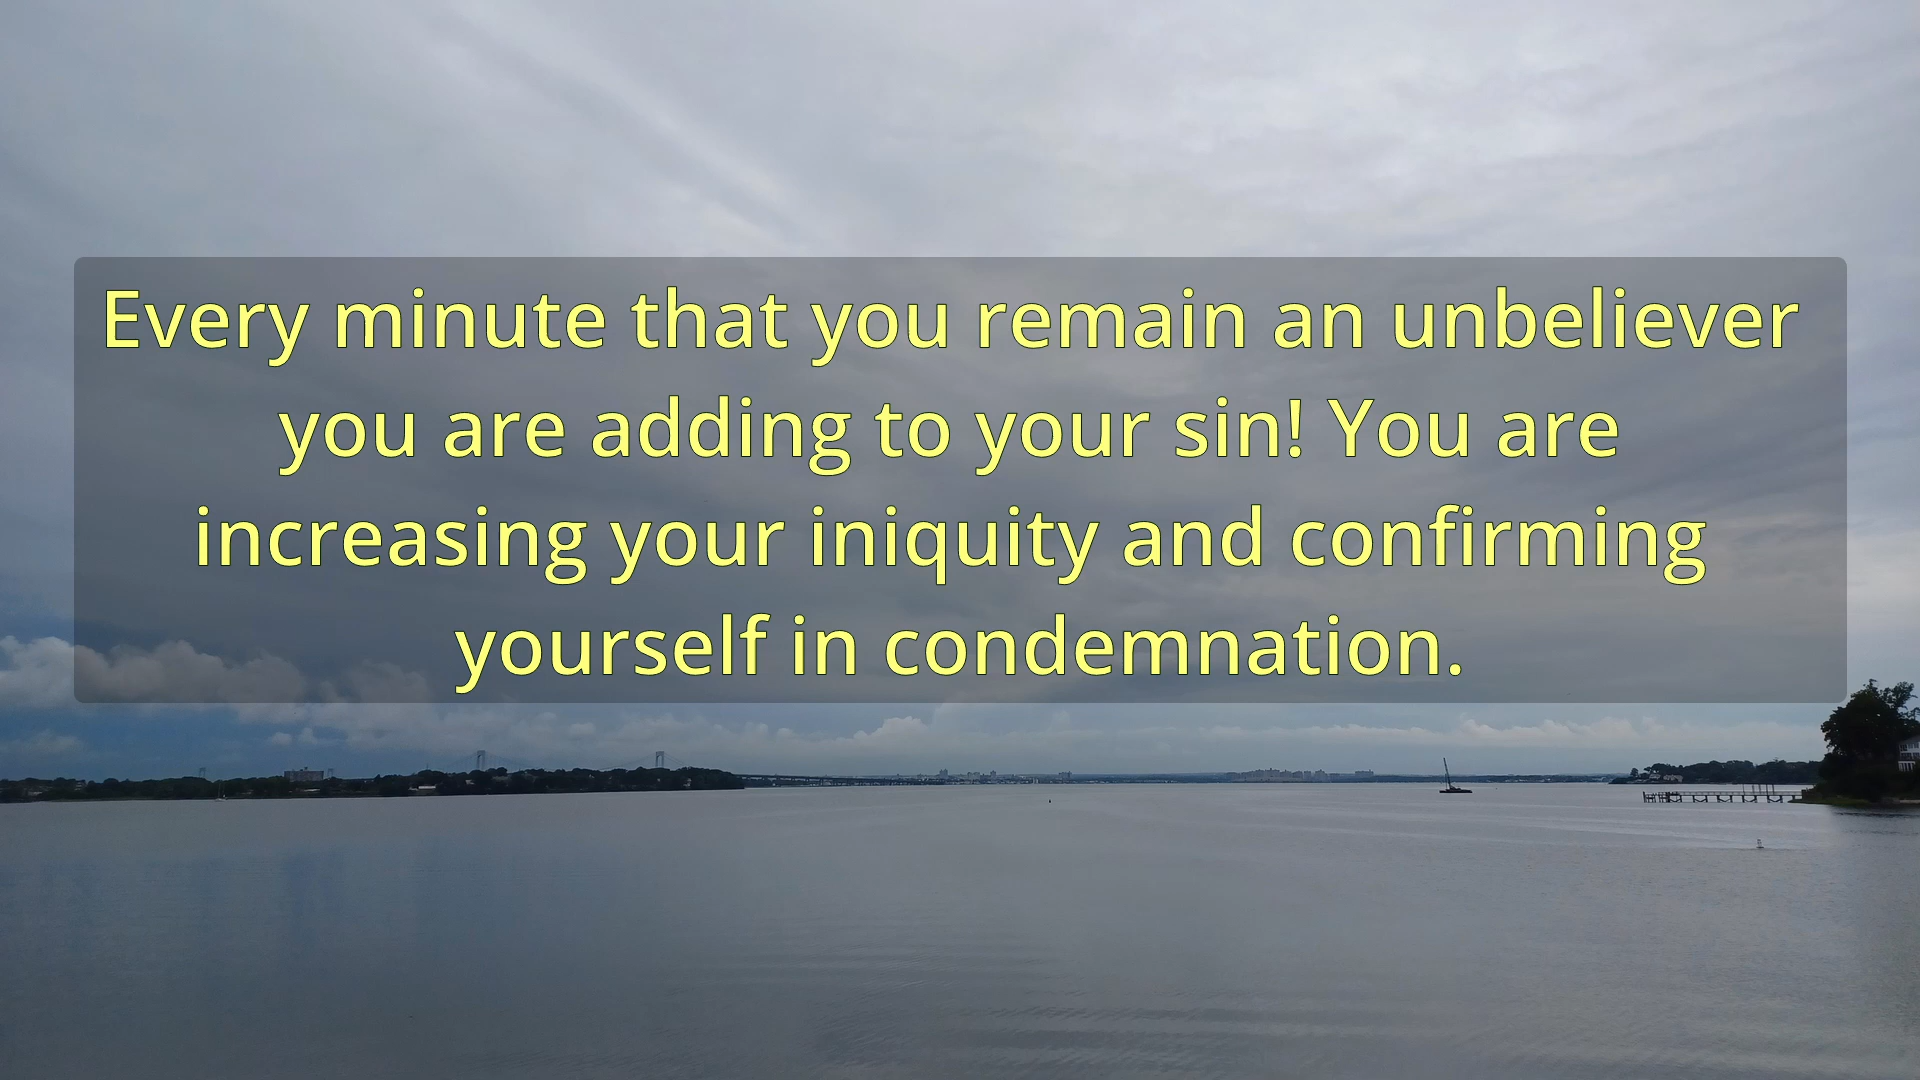 Every minute that you remain an unbeliever
you are adding to your sin! You are
increasing your iniquity and confirming
yourself in condemnation.